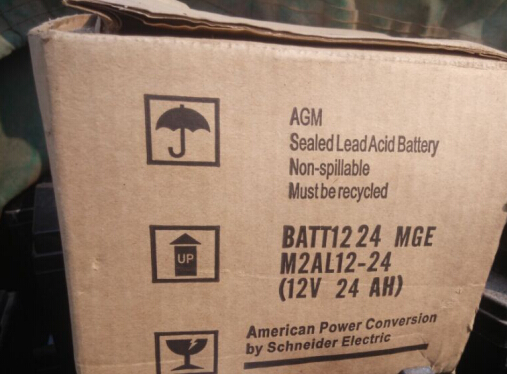 AGM
Sealed Lead Acid Battery
Non-spillable
Must be recycled
BATT12 24 MGE
M2AL12-24
(12V 24 AH)
UP
American Power Conversion
by Schneider Electric